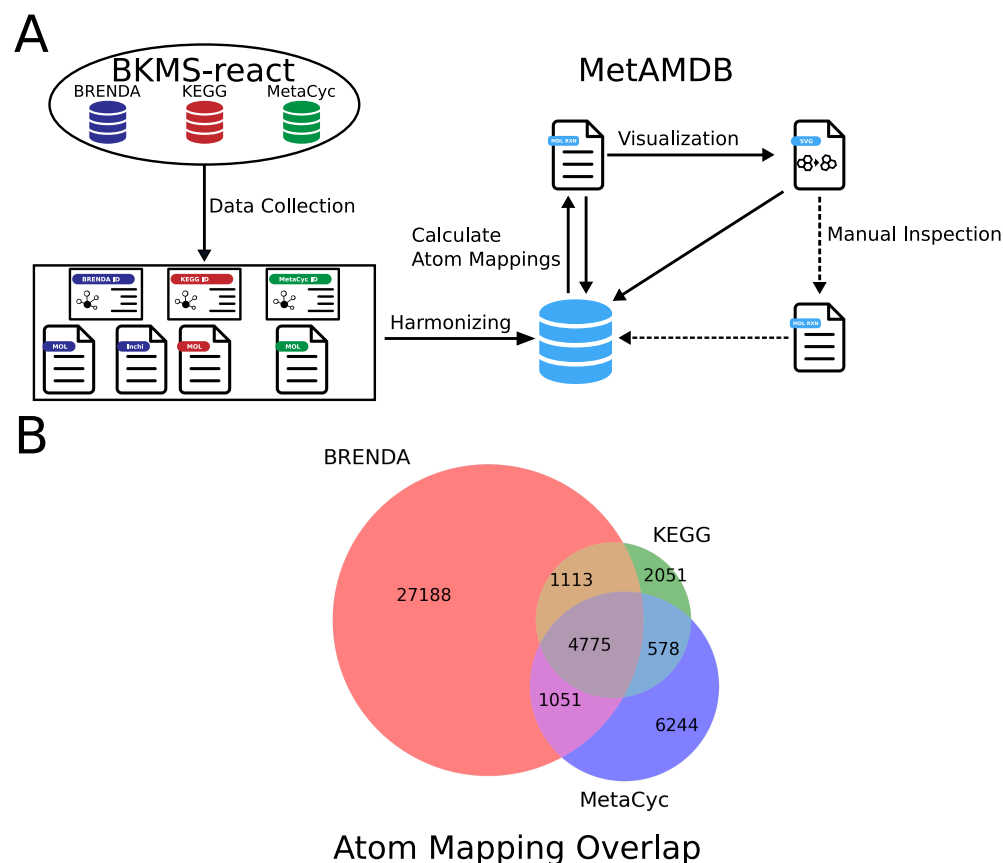 A
BKMS-react
BRENDA
KEGG
MetaCyc
Data Collection
BRENDA ID
KEGG ID
MetaCyc ID
MOL
Inchi
MOL
MOL
Harmonizing
MetAMDB
MDL RXN
Visualization
SVG
Calculate
Atom Mappings
Manual Inspection
MDL RXN
B
BRENDA
KEGG
1113
2051
27188
4775
578
1051
6244
MetaCyc
Atom Mapping Overlap